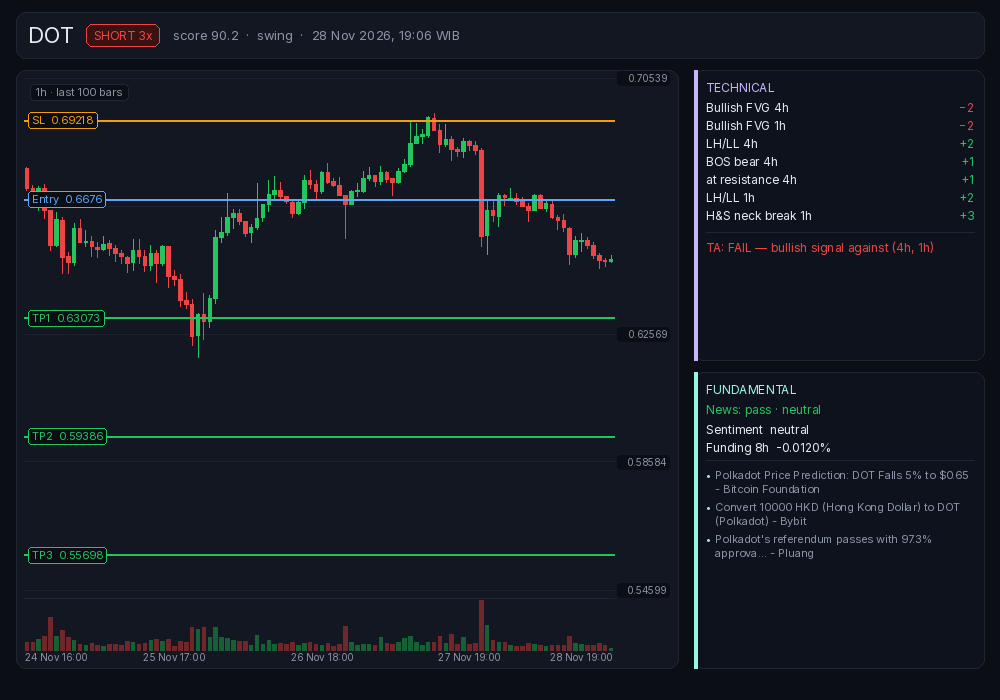 DOT SHORT 3x score 90.2 · swing · 28 Nov 2026, 19:06 WIB
1h · last 100 bars
0.70539
SL 0.69218
Entry 0.6676
TP1 0.63073
0.62569
TP2 0.59386
0.58584
TP3 0.55698
0.54599
24 Nov 16:00 25 Nov 17:00 26 Nov 18:00 27 Nov 19:00 28 Nov 19:00
TECHNICAL
Bullish FVG 4h −2
Bullish FVG 1h −2
LH/LL 4h +2
BOS bear 4h +1
at resistance 4h +1
LH/LL 1h +2
H&S neck break 1h +3
TA: FAIL — bullish signal against (4h, 1h)
FUNDAMENTAL
News: pass · neutral
Sentiment neutral
Funding 8h -0.0120%
• Polkadot Price Prediction: DOT Falls 5% to $0.65
- Bitcoin Foundation
• Convert 10000 HKD (Hong Kong Dollar) to DOT
(Polkadot) - Bybit
• Polkadot's referendum passes with 97.3%
approva... - Pluang